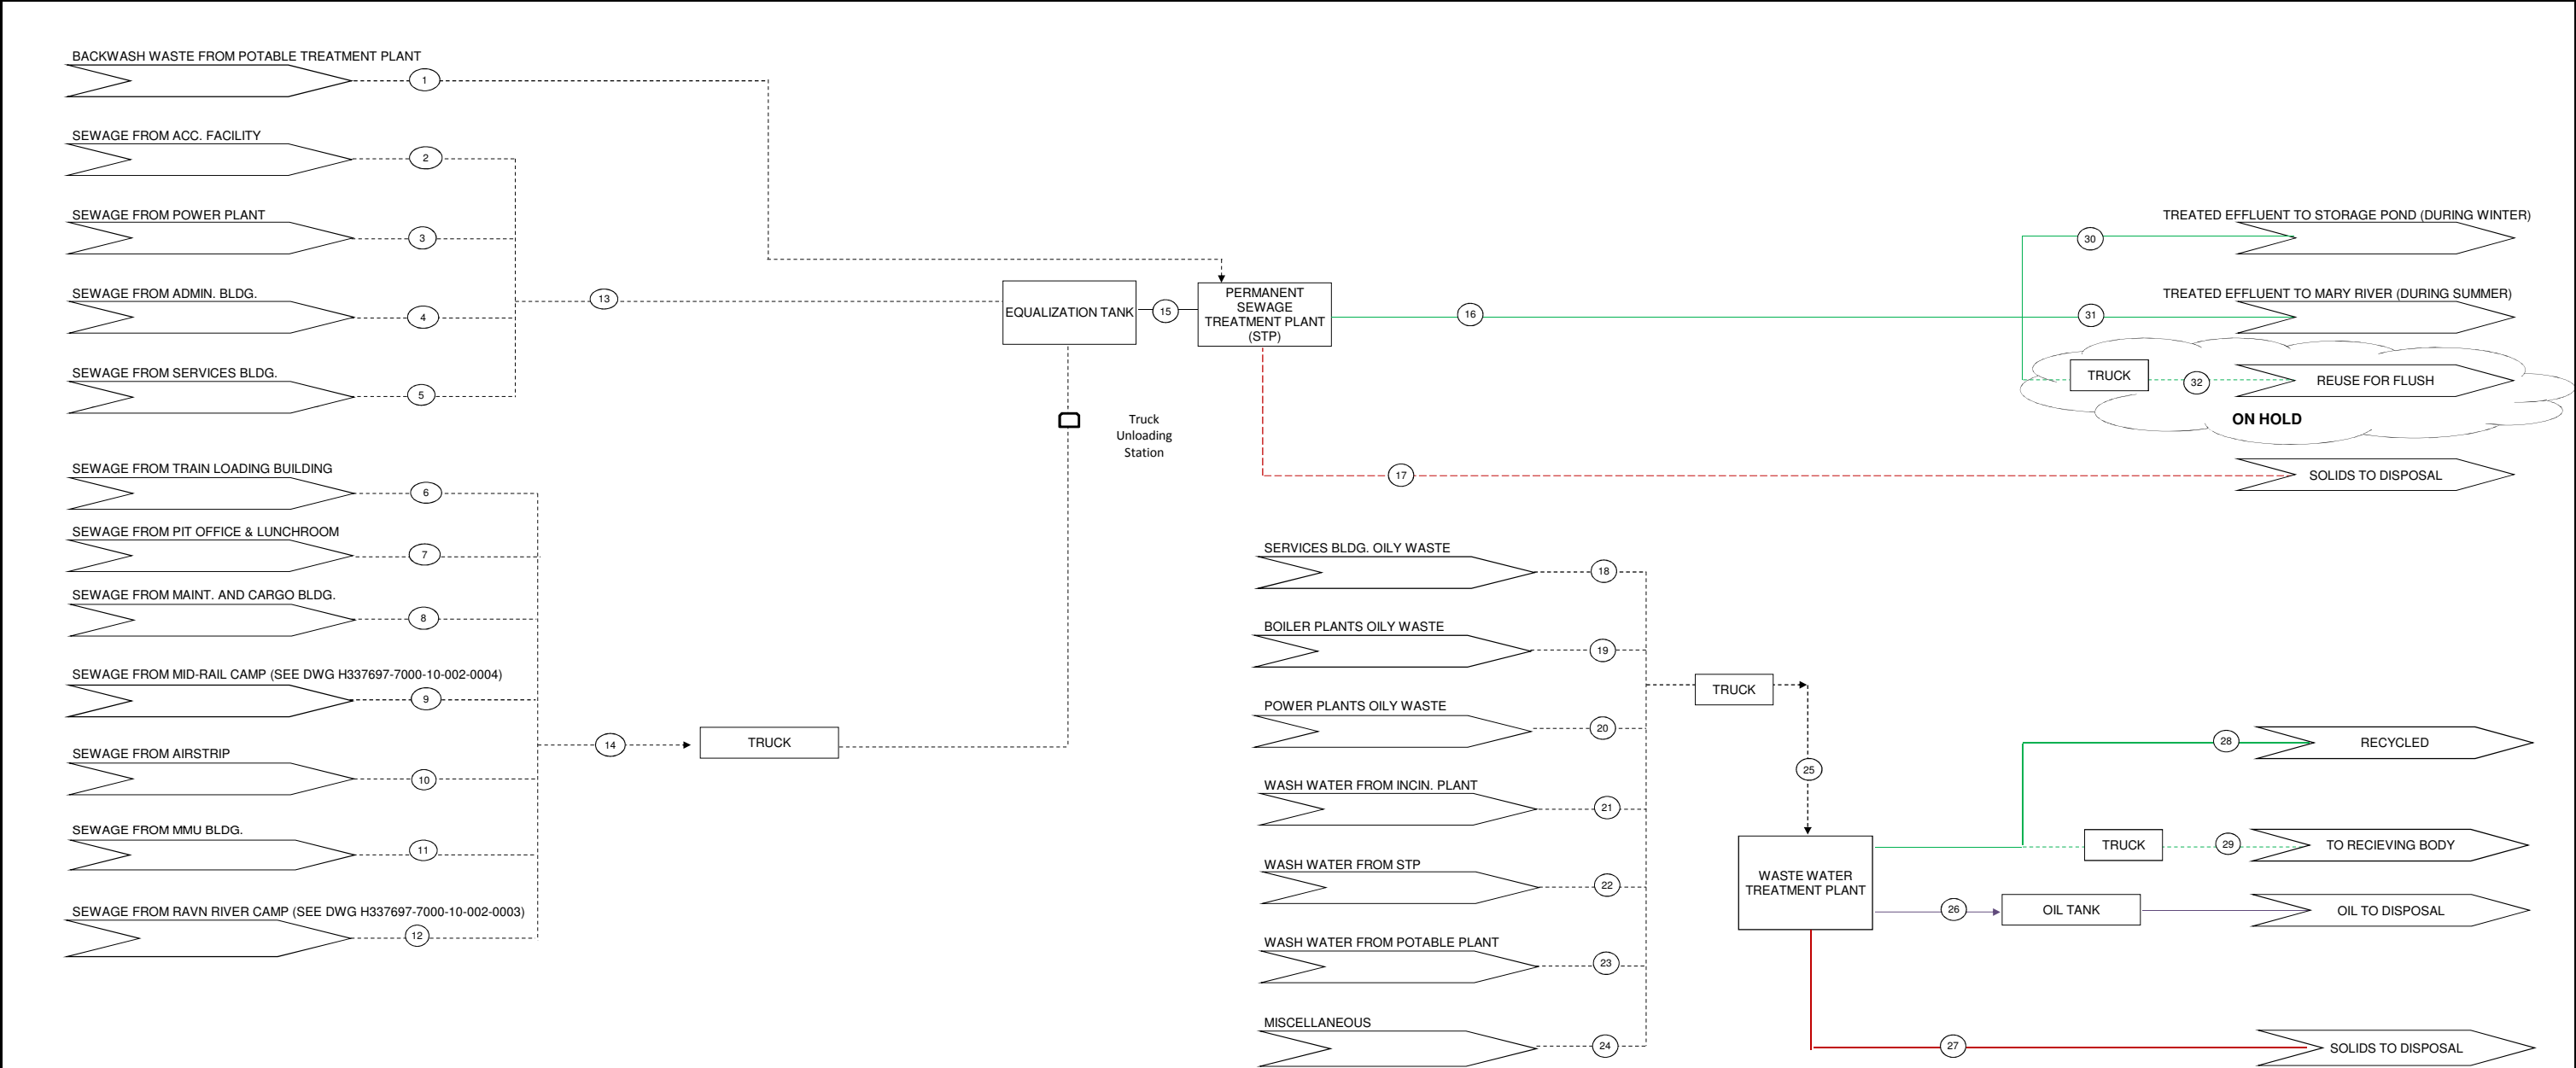 BACKWASH WASTE FROM POTABLE TREATMENT PLANT
1
SEWAGE FROM ACC. FACILITY
2
SEWAGE FROM POWER PLANT
3
SEWAGE FROM ADMIN. BLDG.
4
SEWAGE FROM SERVICES BLDG.
5
13
EQUALIZATION TANK
15
PERMANENT
SEWAGE
TREATMENT PLANT
(STP)
16
TREATED EFFLUENT TO STORAGE POND (DURING WINTER)
30
TREATED EFFLUENT TO MARY RIVER (DURING SUMMER)
31
TRUCK
32
REUSE FOR FLUSH
ON HOLD
17
SOLIDS TO DISPOSAL
Truck
Unloading
Station
SEWAGE FROM TRAIN LOADING BUILDING
6
SEWAGE FROM PIT OFFICE & LUNCHROOM
7
SEWAGE FROM MAINT. AND CARGO BLDG.
8
SEWAGE FROM MID-RAIL CAMP (SEE DWG H337697-7000-10-002-0004)
9
SEWAGE FROM AIRSTRIP
10
SEWAGE FROM MMU BLDG.
11
SEWAGE FROM RAVN RIVER CAMP (SEE DWG H337697-7000-10-002-0003)
12
14
TRUCK
SERVICES BLDG. OILY WASTE
18
BOILER PLANTS OILY WASTE
19
POWER PLANTS OILY WASTE
20
WASH WATER FROM INCIN. PLANT
21
WASH WATER FROM STP
22
WASH WATER FROM POTABLE PLANT
23
MISCELLANEOUS
24
TRUCK
25
WASTE WATER
TREATMENT PLANT
28
RECYCLED
TRUCK
29
TO RECIEVING BODY
26
OIL TANK
OIL TO DISPOSAL
27
SOLIDS TO DISPOSAL